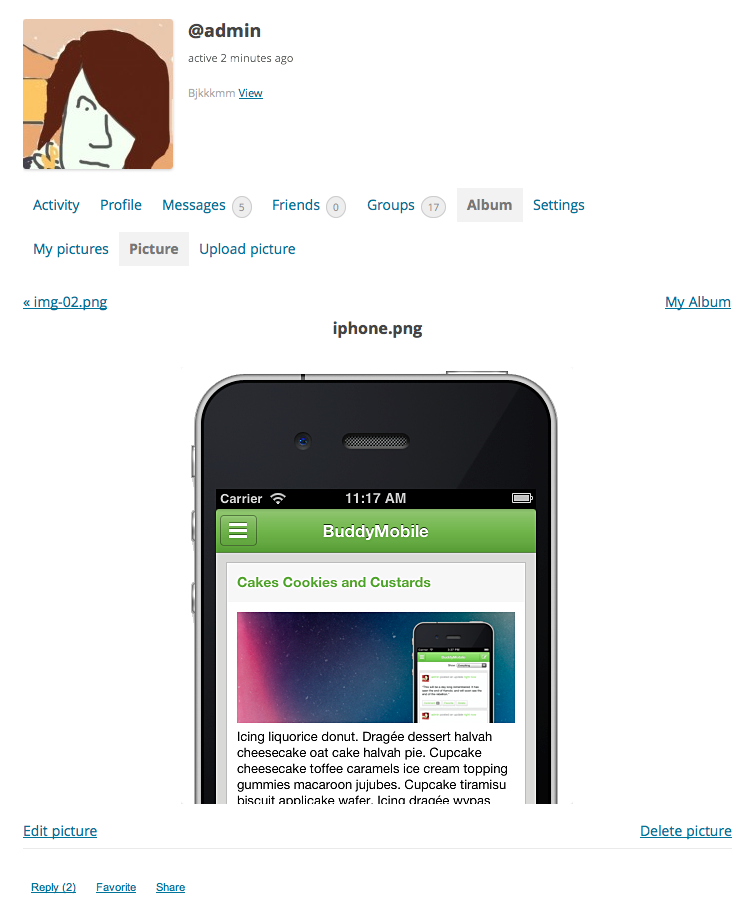 @admin
active 2 minutes ago
Bjkkkmm View
Activity Profile Messages 5 Friends 0 Groups 17 Album Settings
My pictures Picture Upload picture
« img-02.png My Album
iphone.png
Carrier 11:17 AM
BuddyMobile
Cakes Cookies and Custards
BuddyMobile
Icing liquorice donut. Dragée dessert halvah
cheesecake oat cake halvah pie. Cupcake
cheesecake toffee caramels ice cream topping
gummies macaroon jujubes. Cupcake tiramisu
biscuit applicake wafer. Icing dragée wypas
Edit picture Delete picture
Reply (2) Favorite Share